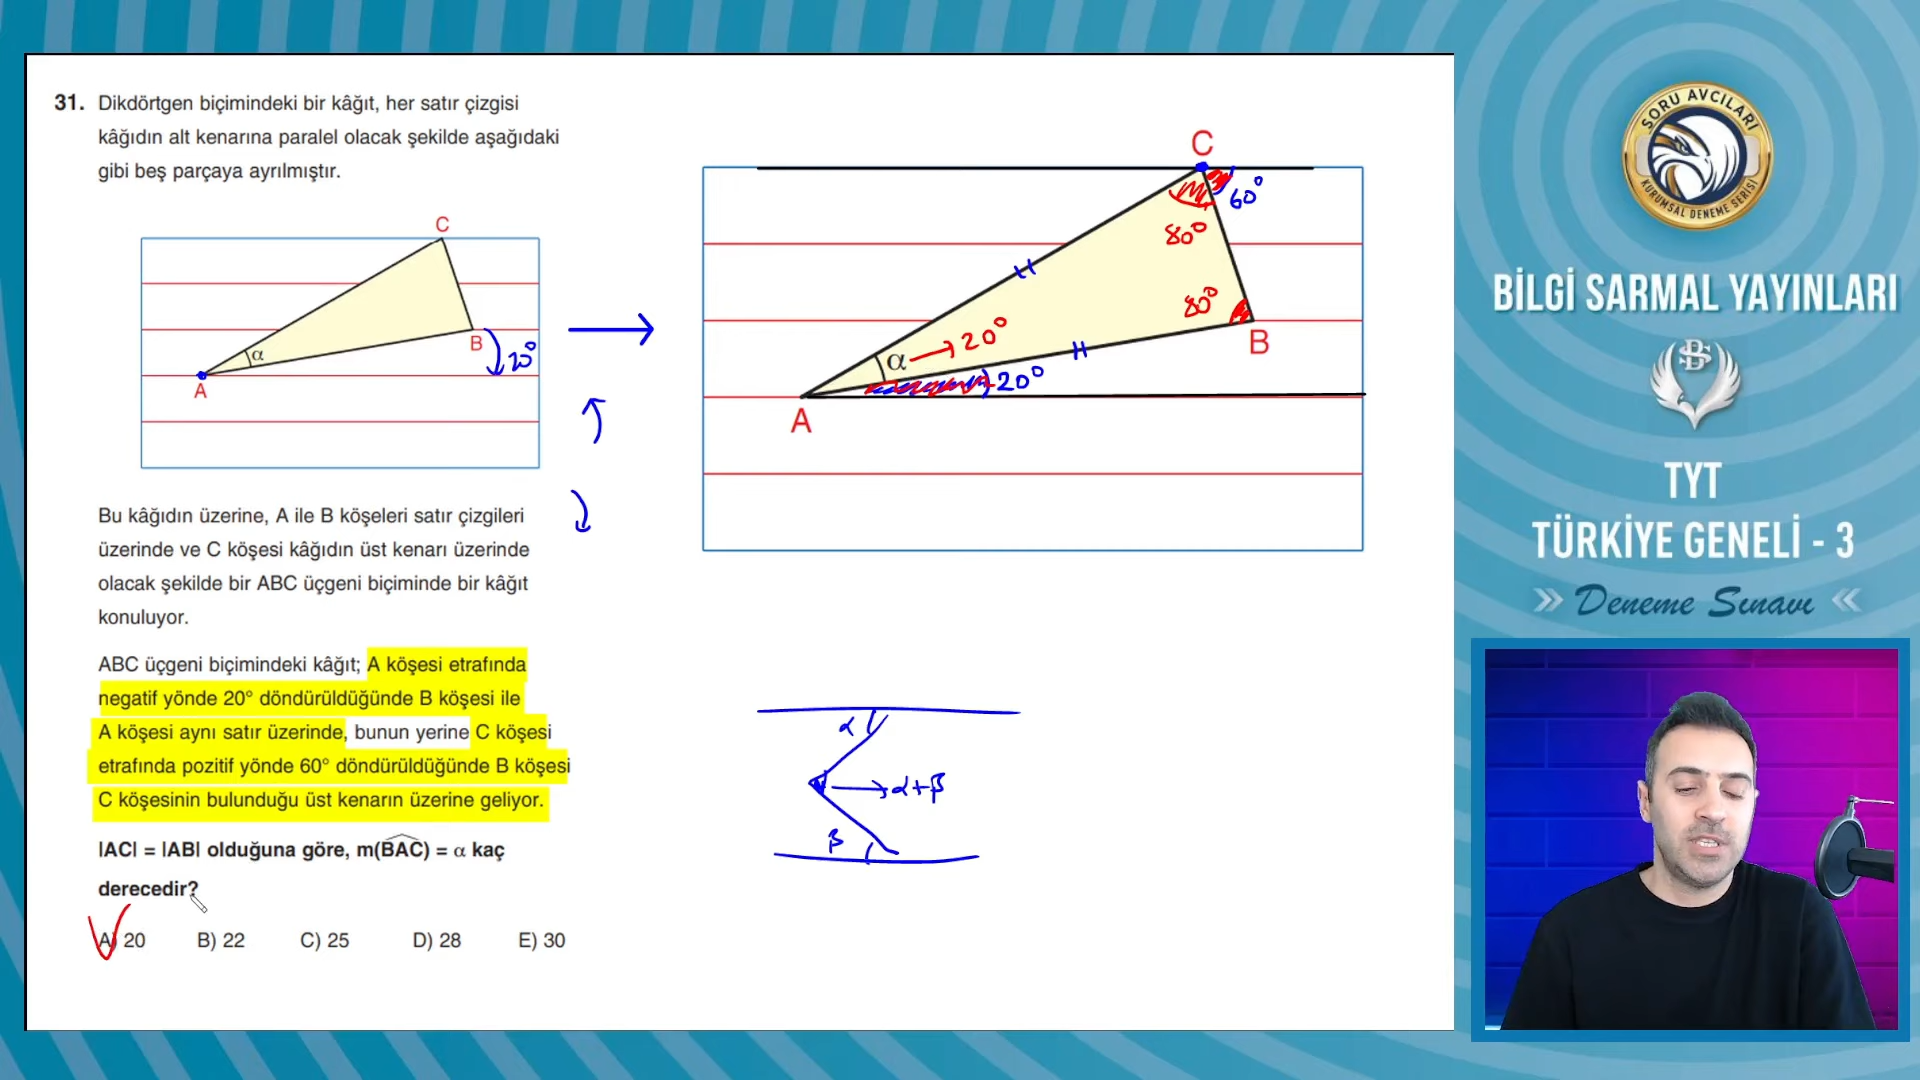 31. Dikdörtgen biçimindeki bir kâğıt, her satır çizgisi
kâğıdın alt kenarına paralel olacak şekilde aşağıdaki
gibi beş parçaya ayrılmıştır.
C
α
A
B
20°
Bu kâğıdın üzerine, A ile B köşeleri satır çizgileri
üzerinde ve C köşesi kâğıdın üst kenarı üzerinde
olacak şekilde bir ABC üçgeni biçiminde bir kâğıt
konuluyor.
ABC üçgeni biçimindeki kâğıt; A köşesi etrafında
negatif yönde 20° döndürüldüğünde B köşesi ile
A köşesi aynı satır üzerinde, bunun yerine C köşesi
etrafında pozitif yönde 60° döndürüldüğünde B köşesi
C köşesinin bulunduğu üst kenarın üzerine geliyor.
|AC| = |AB| olduğuna göre, m(BAC) = α kaç
derecedir?
A) 20 B) 22 C) 25 D) 28 E) 30
C
60°
80°
80°
B
α → 20°
20°
A
α
→ α+β
β
SORU AVCILARI
KURUMSAL DENEME SERİSİ
BİLGİ SARMAL YAYINLARI
BS
TYT
TÜRKİYE GENELİ - 3
» Deneme Sınavı «